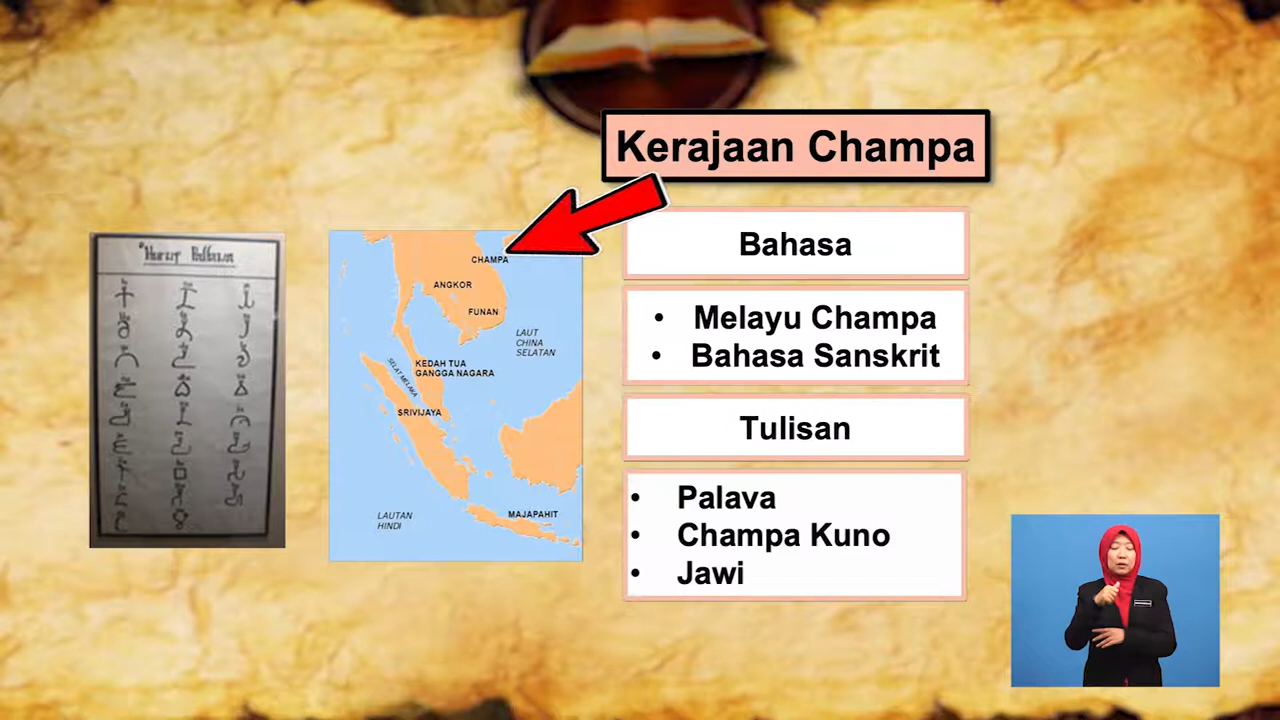 Kerajaan Champa
Bahasa
• Melayu Champa
• Bahasa Sanskrit
Tulisan
• Palava
• Champa Kuno
• Jawi
CHAMPA
ANGKOR
FUNAN
LAUT
CHINA
SELATAN
KEDAH TUA
GANGGA NAGARA
SELAT MELAKA
SRIVIJAYA
LAUTAN
HINDI
MAJAPAHIT